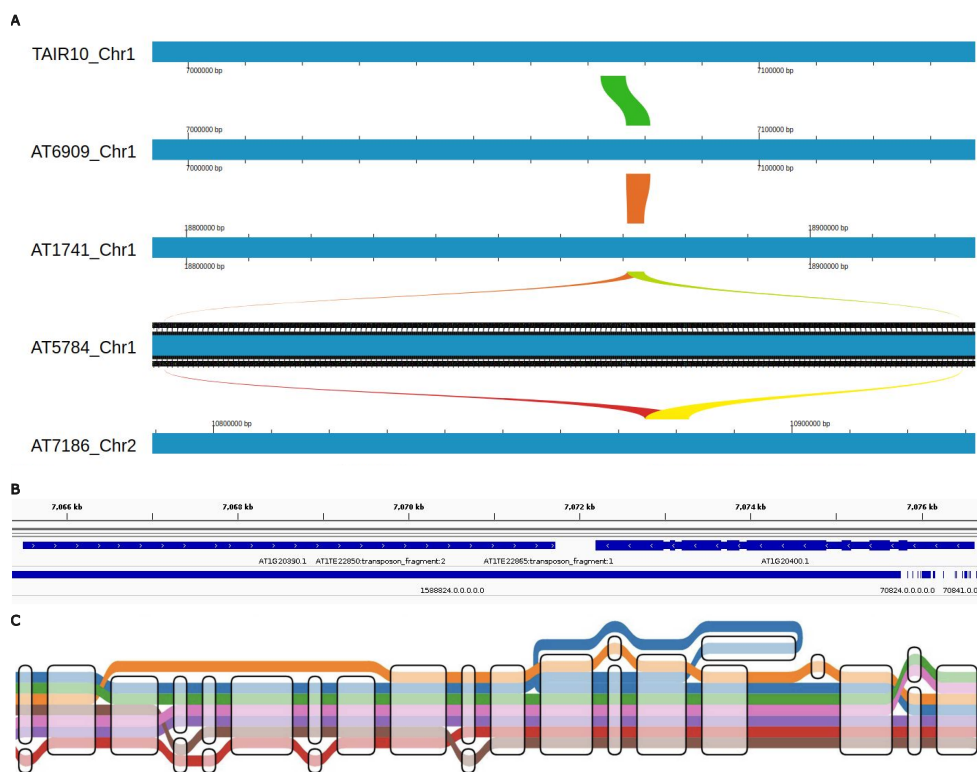 A
TAIR10_Chr1
7000000 bp 7100000 bp
7000000 bp 7100000 bp
AT6909_Chr1
7000000 bp 7100000 bp
18800000 bp 18900000 bp
AT1741_Chr1
18800000 bp 18900000 bp
AT5784_Chr1
10800000 bp 10900000 bp
AT7186_Chr2
B
7,066 kb 7,068 kb 7,070 kb 7,072 kb 7,074 kb 7,076 kb
AT1G20390.1 AT1TE22850:transposon_fragment:2 AT1TE22865:transposon_fragment:1 AT1G20400.1
1588824.0.0.0.0 70824.0.0.0.0.0 70841.0.0
C